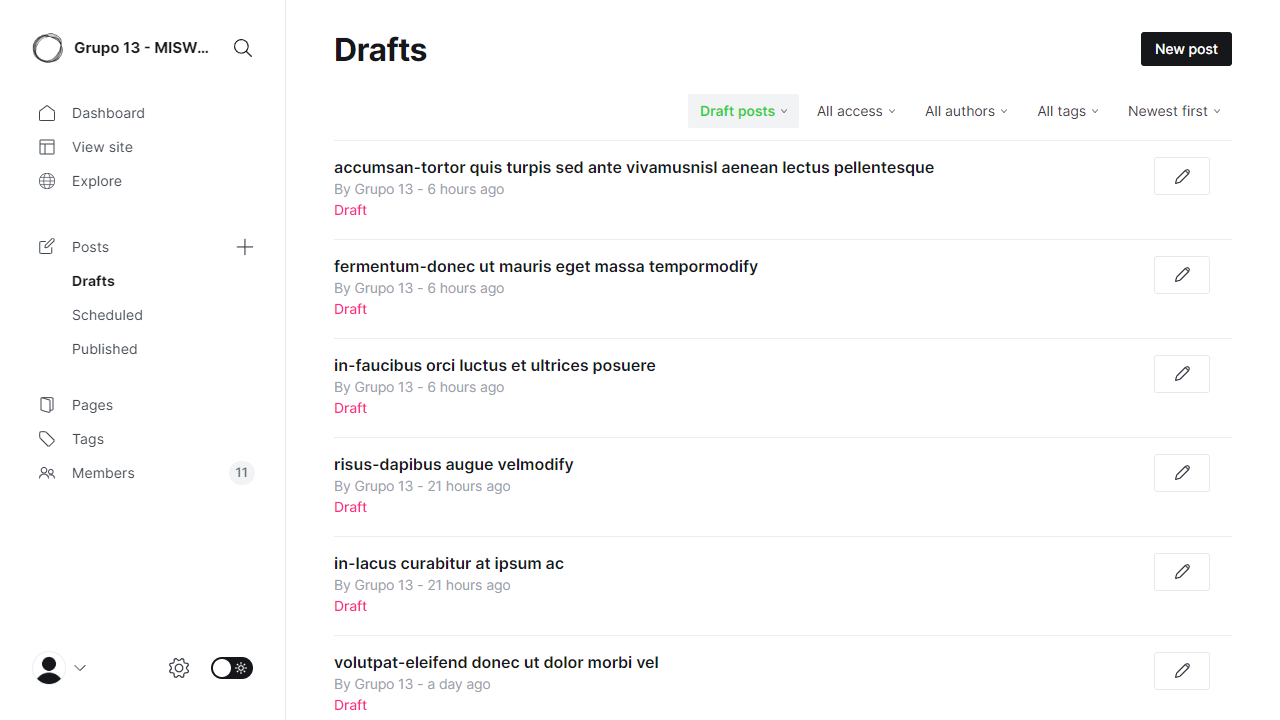 Grupo 13 - MISW...
Dashboard
View site
Explore
Posts
Drafts
Scheduled
Published
Pages
Tags
Members 11
Drafts
New post
Draft posts All access All authors All tags Newest first
accumsan-tortor quis turpis sed ante vivamusnisl aenean lectus pellentesque
By Grupo 13 - 6 hours ago
Draft
fermentum-donec ut mauris eget massa tempormodify
By Grupo 13 - 6 hours ago
Draft
in-faucibus orci luctus et ultrices posuere
By Grupo 13 - 6 hours ago
Draft
risus-dapibus augue velmodify
By Grupo 13 - 21 hours ago
Draft
in-lacus curabitur at ipsum ac
By Grupo 13 - 21 hours ago
Draft
volutpat-eleifend donec ut dolor morbi vel
By Grupo 13 - a day ago
Draft